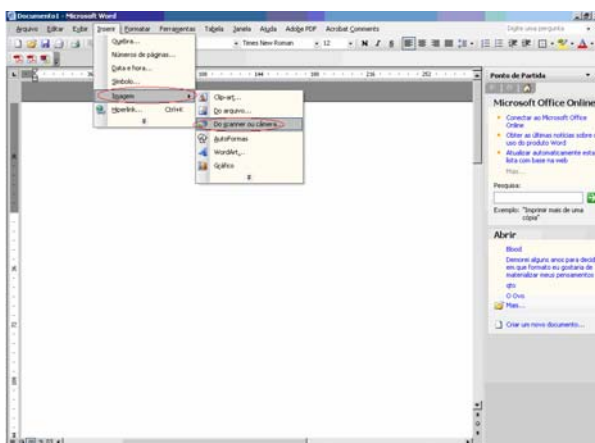 Documento1 - Microsoft Word
Arquivo Editar Exibir Inserir Formatar Ferramentas Tabela Janela Ajuda Adobe PDF Acrobat Comments
Digite uma pergunta
Quebra...
Números de páginas...
Data e hora...
Símbolo...
Imagem
Hiperlink... Ctrl+K
Clip-art...
Do arquivo...
Do scanner ou câmera...
AutoFormas
WordArt...
Gráfico
Times New Roman 12 N I S
Ponto de Partida
Microsoft Office Online
Conectar ao Microsoft Office
Online
Obter as últimas notícias sobre o
uso do produto Word
Atualizar automaticamente esta
lista com base na web
Mais...
Pesquisa:
Exemplo: "Imprimir mais de uma
cópia"
Abrir
Blood
Demorei alguns anos para decid
em que formato eu gostaria de
materializar meus pensamentos
qto
O Ovo
Mais...
Criar um novo documento...